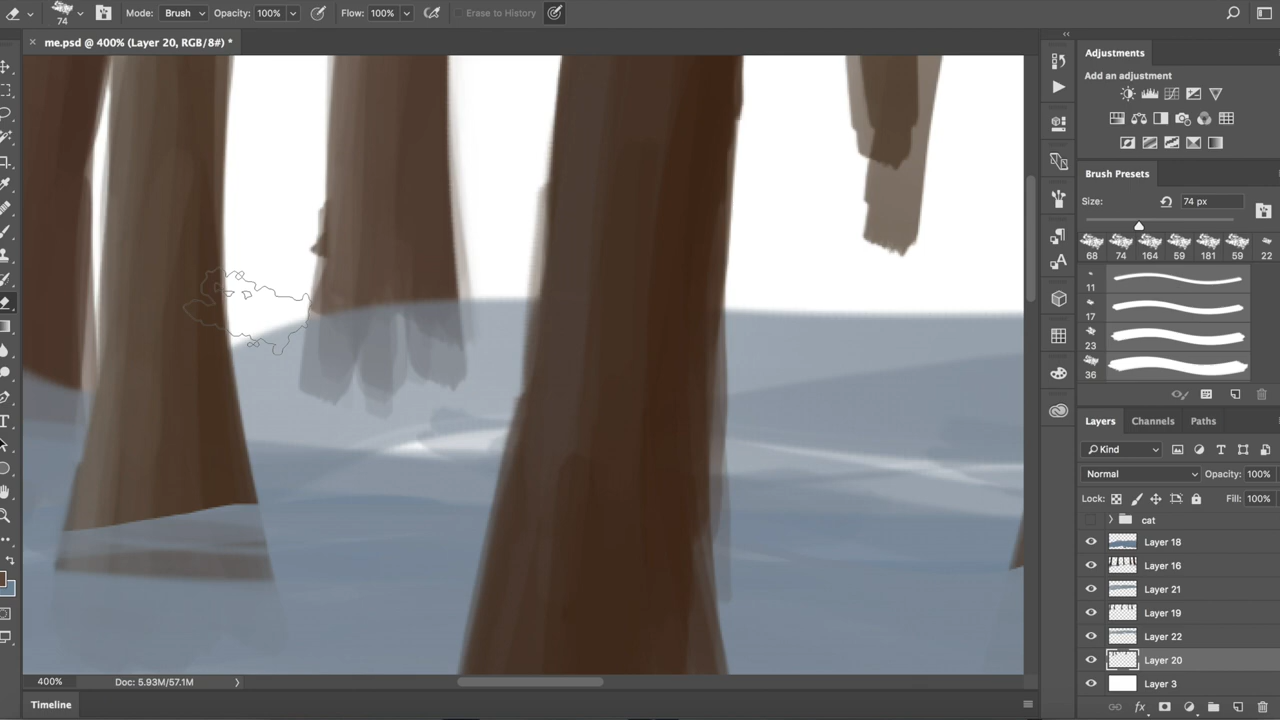 74 Mode: Brush Opacity: 100% Flow: 100% Erase to History
× me.psd @ 400% (Layer 20, RGB/8#) *
Adjustments
Add an adjustment
Brush Presets
Size: 74 px
68 74 164 59 181 59 22
11
17
23
36
Layers Channels Paths
Kind
Normal Opacity: 100%
Lock: Fill: 100%
cat
Layer 18
Layer 16
Layer 21
Layer 19
Layer 22
Layer 20
Layer 3
400% Doc: 5.93M/57.1M
Timeline